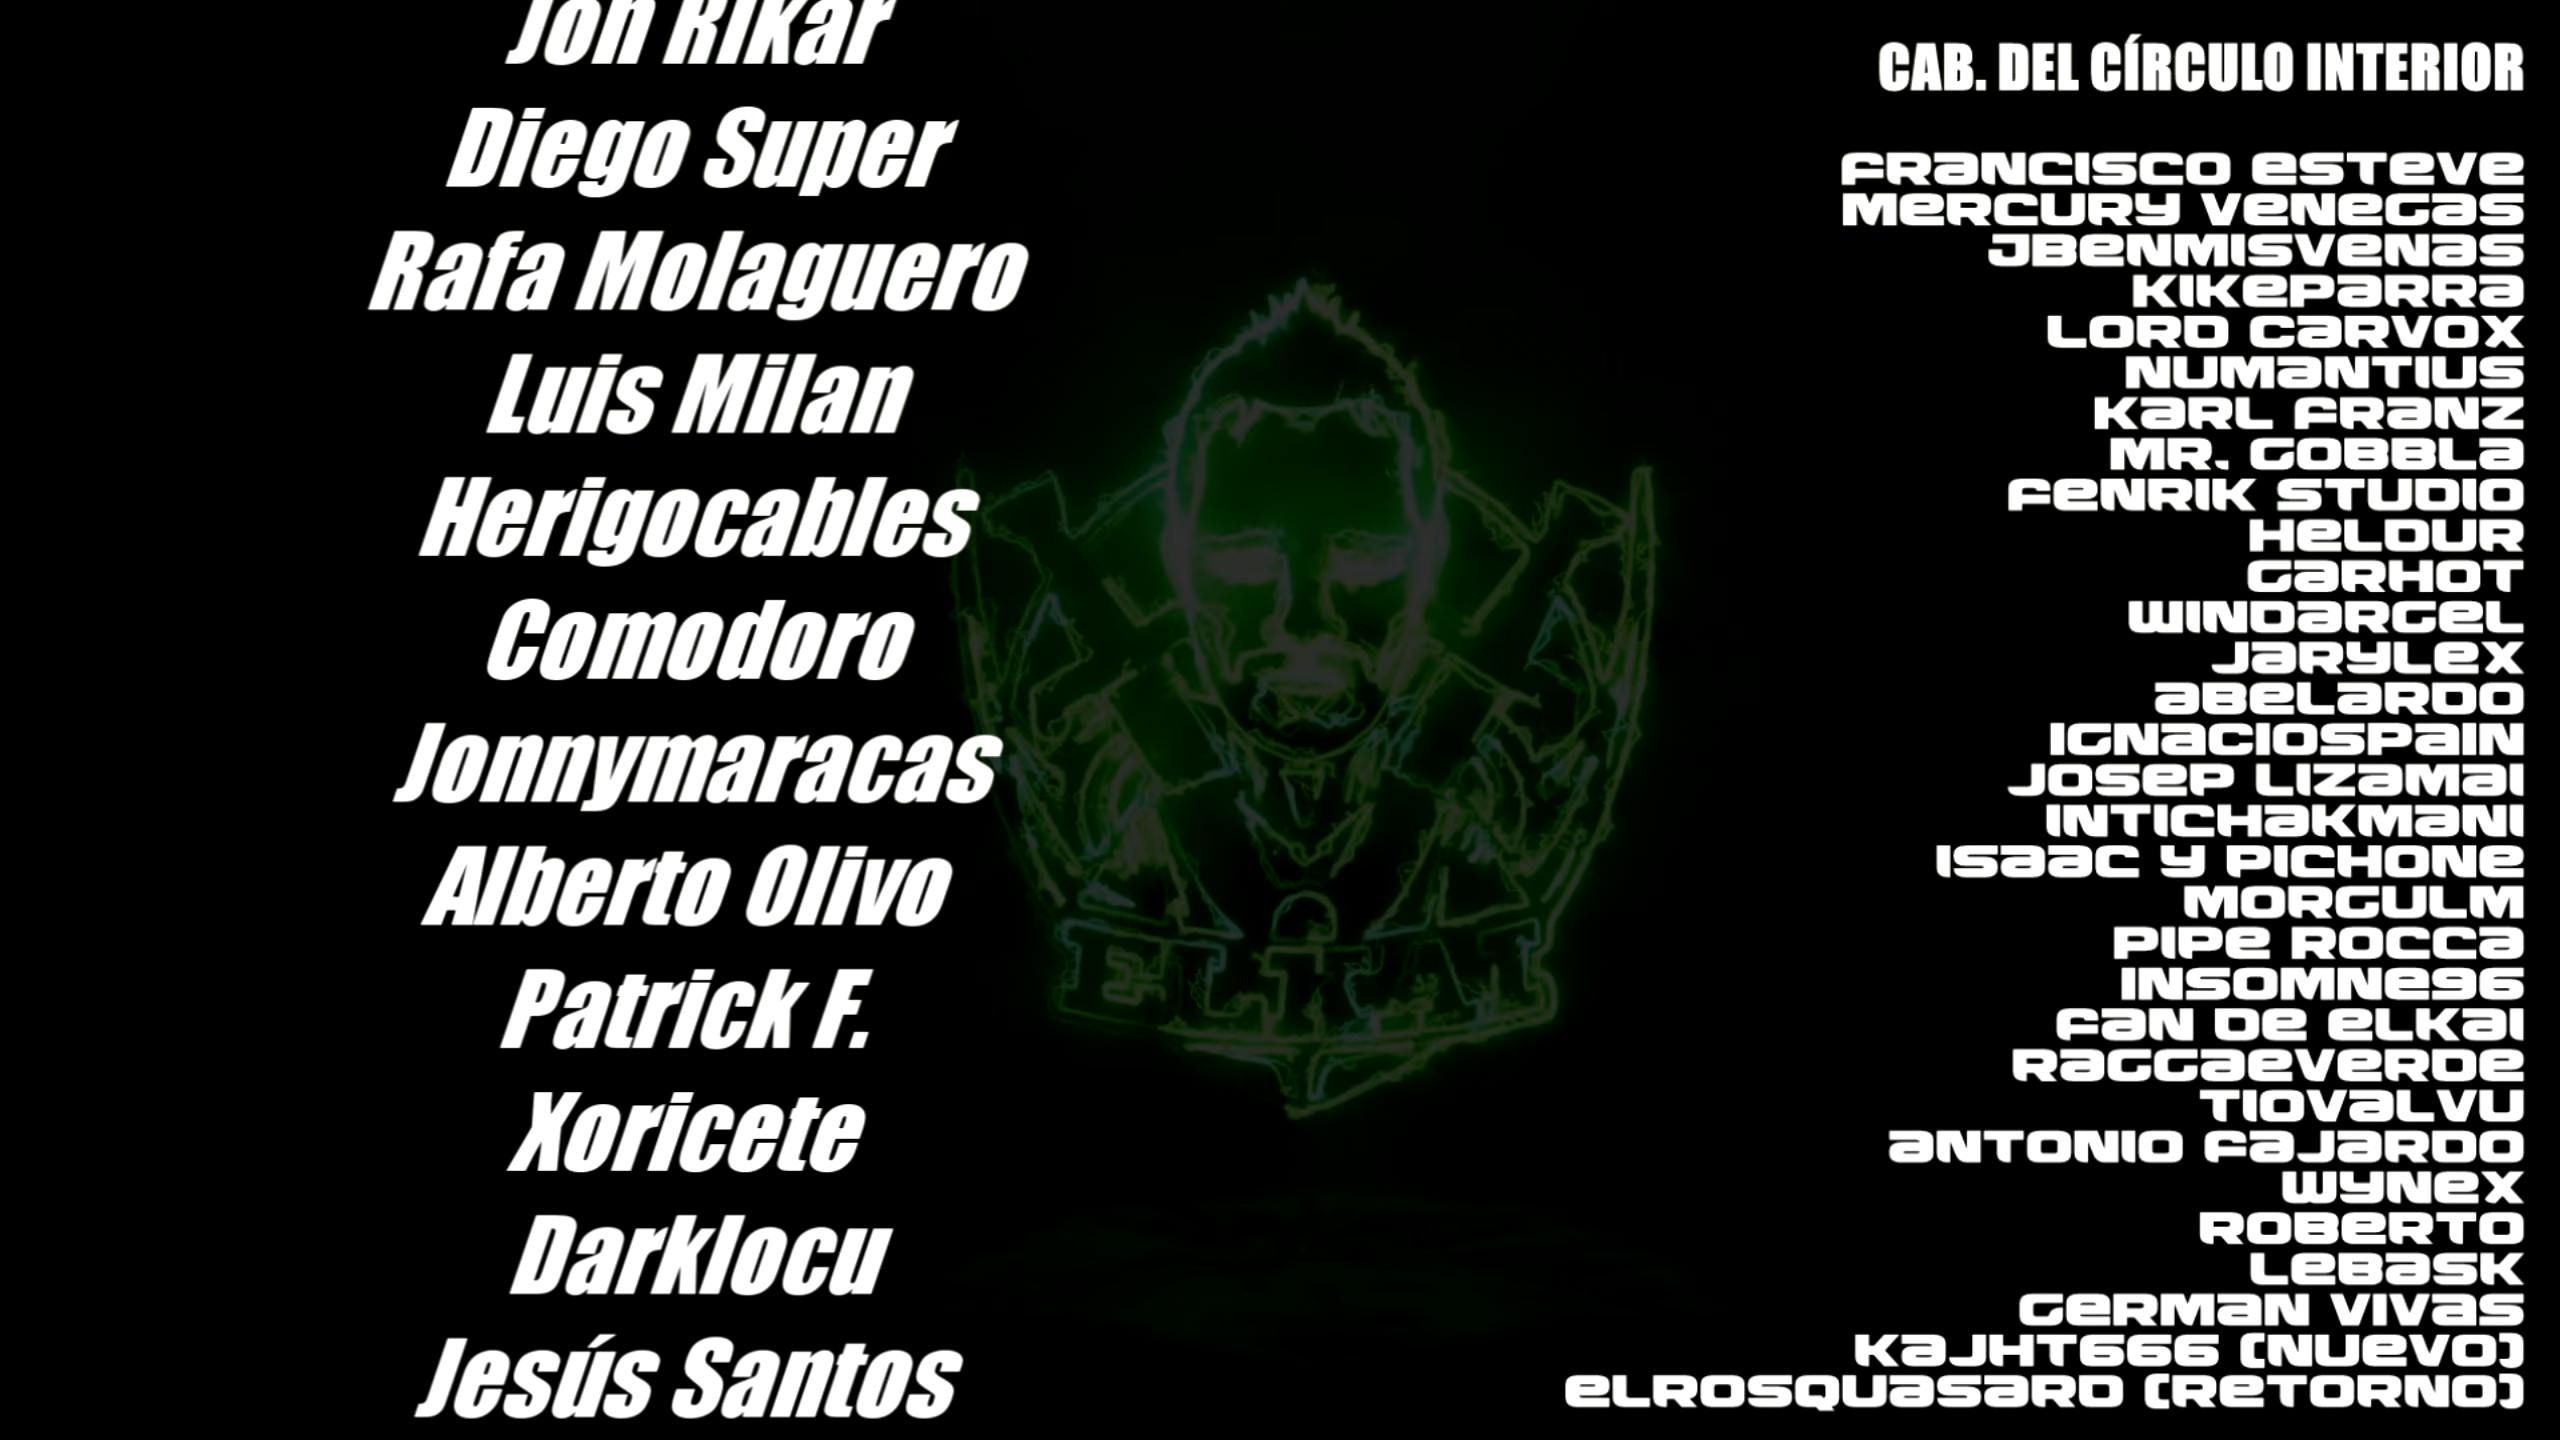 Jon Rikar
Diego Super
Rafa Molaguero
Luis Milan
Herigocables
Comodoro
Jonnymaracas
Alberto Olivo
Patrick F.
Xoricete
Darklocu
Jesús Santos
ELKAI
CAB. DEL CÍRCULO INTERIOR
FRANCISCO ESTEVE
MERCURY VENEGAS
JBENMISVENAS
KIKEPARRA
LORD CARVOX
NUMANTIUS
KARL FRANZ
MR. GOBBLA
FENRIK STUDIO
HELDUR
GARHOT
WINDARGEL
JARYLEX
ABELARDO
IGNACIOSPAIN
JOSEP LIZAMAI
INTICHAKMANI
ISAAC Y PICHONE
MORGULM
PIPE ROCCA
INSOMNE96
FAN DE ELKAI
RAGGAEVERDE
TIOVALVU
ANTONIO FAJARDO
WYNEX
ROBERTO
LEBASK
GERMAN VIVAS
KAJHT666 (NUEVO)
ELROSQUASARD (RETORNO)